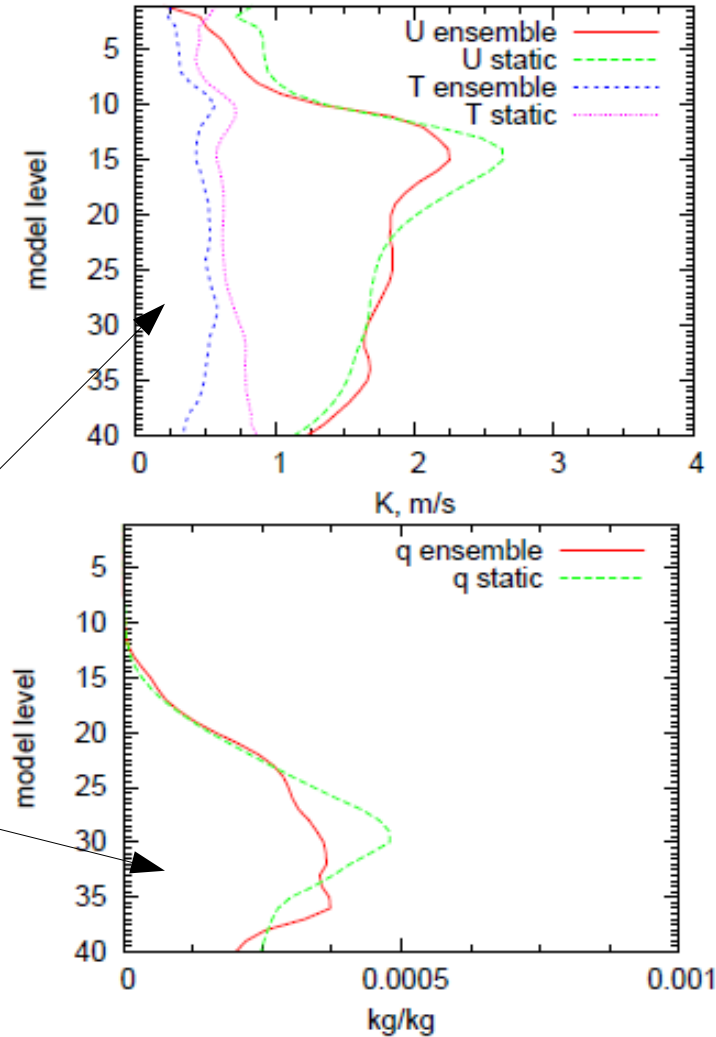 U ensemble
U static
T ensemble
T static
5
10
15
20
25
30
35
40
model level
0 1 2 3 4
K, m/s
q ensemble
q static
5
10
15
20
25
30
35
40
model level
0 0.0005 0.001
kg/kg